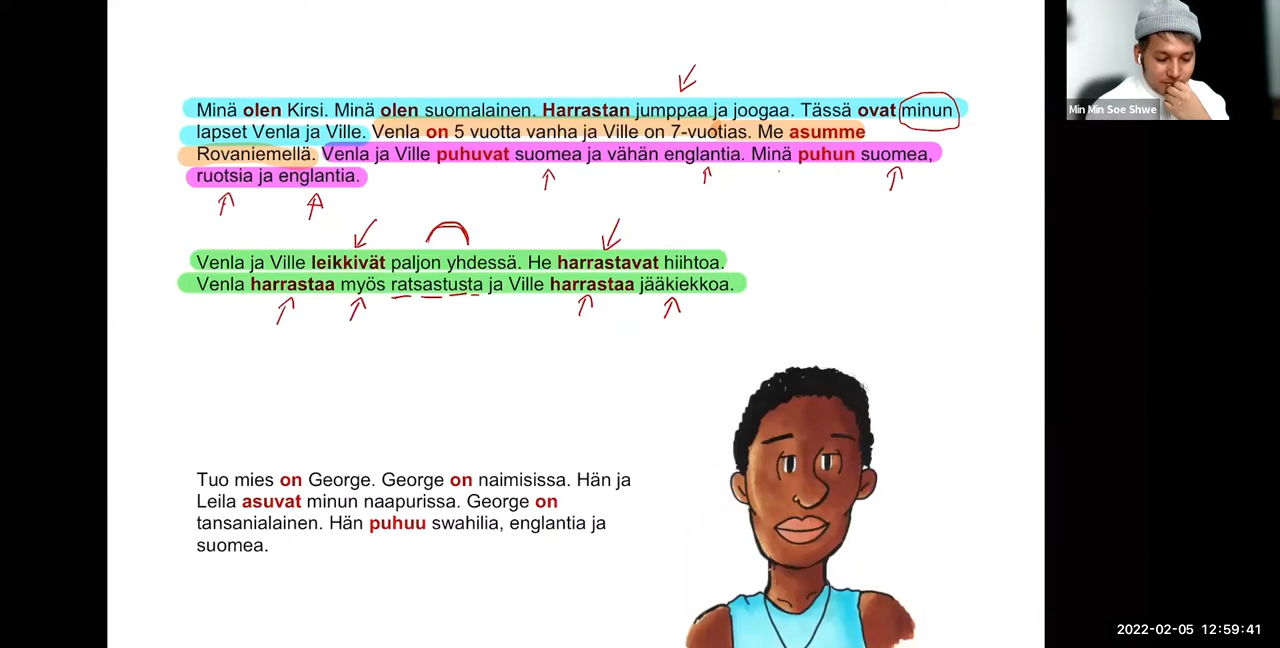 Minä olen Kirsi. Minä olen suomalainen. Harrastan jumppaa ja joogaa. Tässä ovat minun
lapset Venla ja Ville. Venla on 5 vuotta vanha ja Ville on 7-vuotias. Me asumme
Rovaniemellä. Venla ja Ville puhuvat suomea ja vähän englantia. Minä puhun suomea,
ruotsia ja englantia.
Venla ja Ville leikkivät paljon yhdessä. He harrastavat hiihtoa.
Venla harrastaa myös ratsastusta ja Ville harrastaa jääkiekkoa.
Tuo mies on George. George on naimisissa. Hän ja
Leila asuvat minun naapurissa. George on
tansanialainen. Hän puhuu swahilia, englantia ja
suomea.
Min Min Soe Shwe
2022-02-05 12:59:41